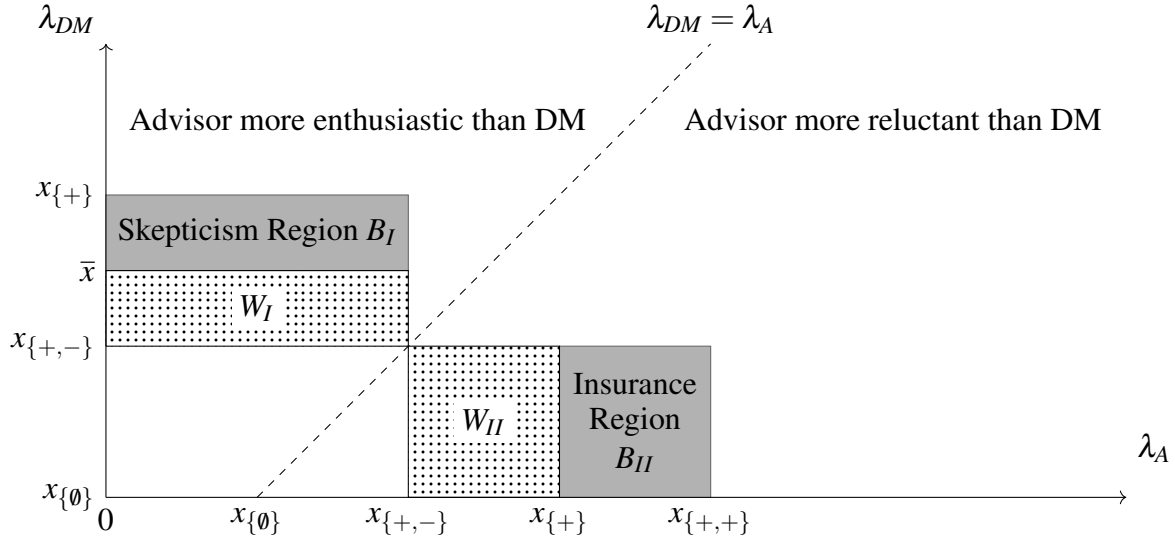 λ_DM
λ_DM = λ_A
Advisor more enthusiastic than DM
Advisor more reluctant than DM
x_{+}
Skepticism Region B_I
x̄
W_I
x_{+,−}
Insurance
Region
B_II
W_II
λ_A
x_{∅}
0
x_{∅}
x_{+,−}
x_{+}
x_{+,+}